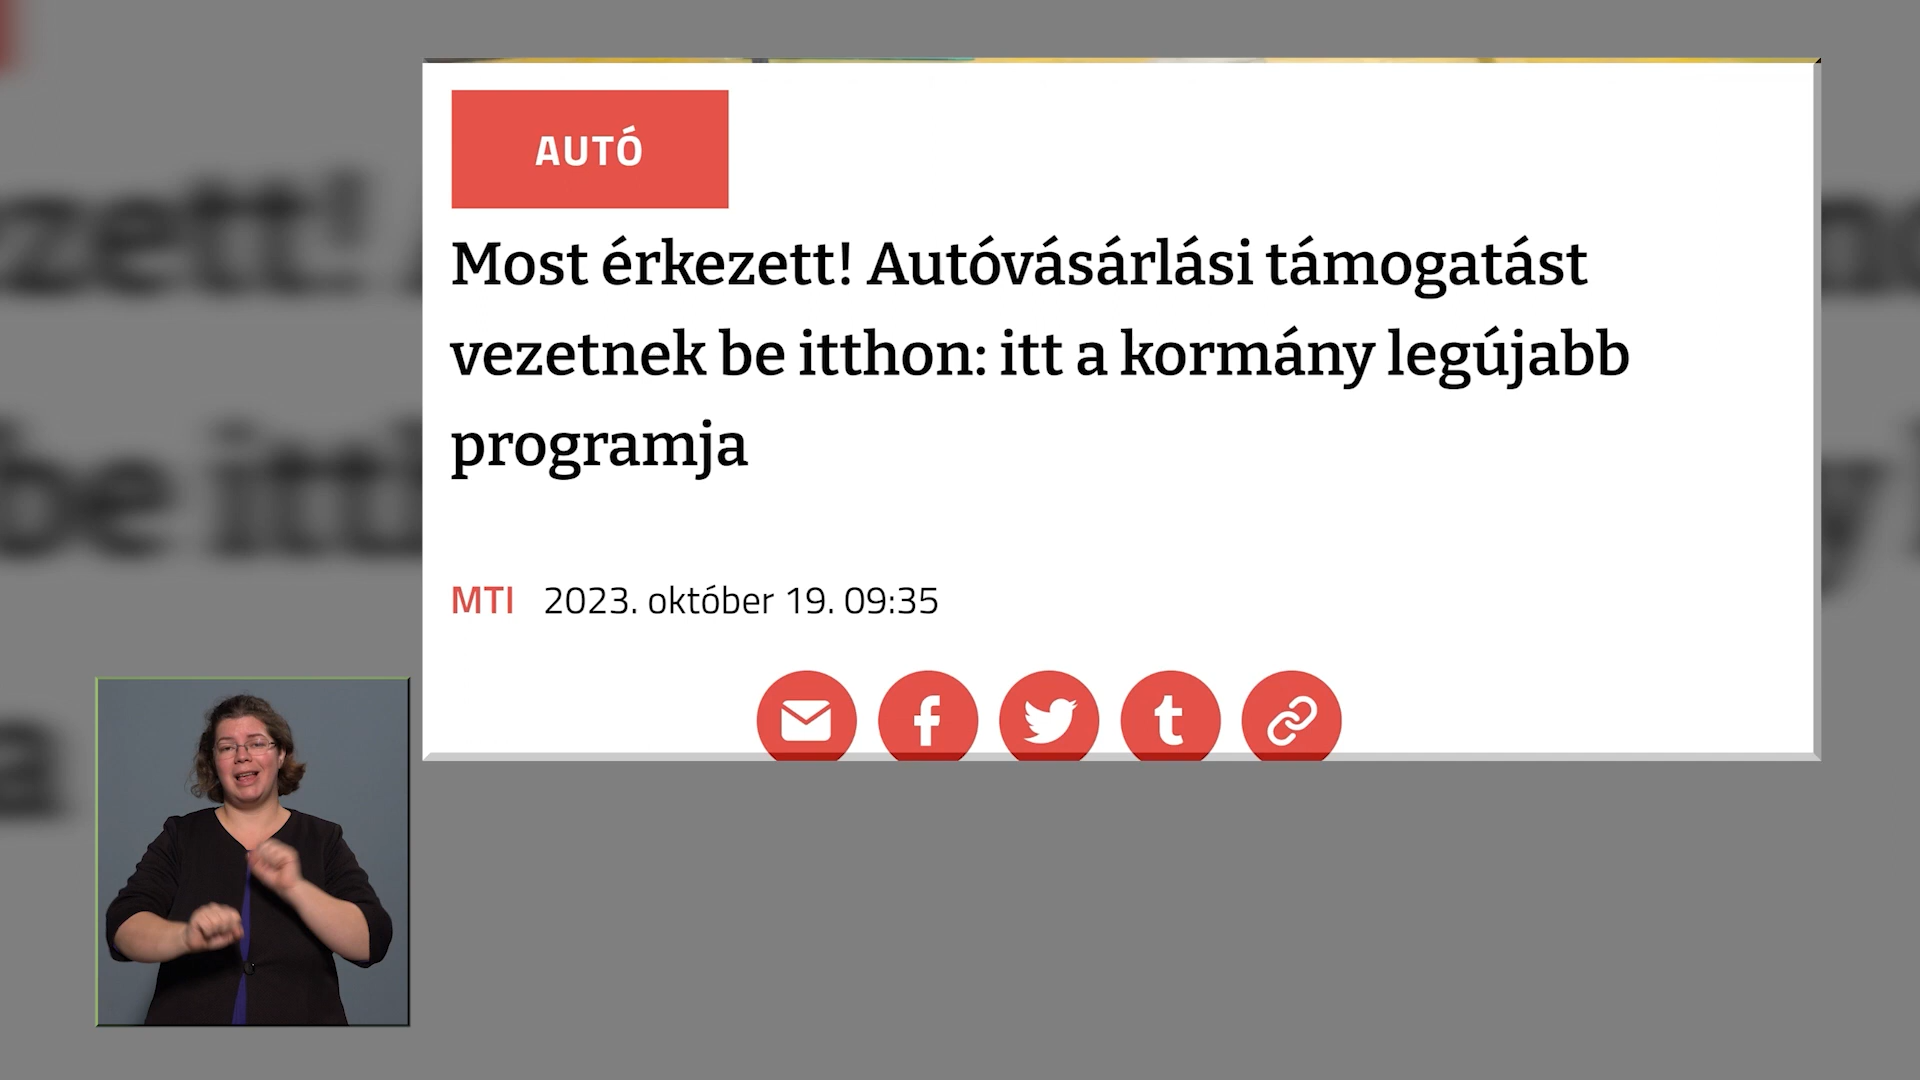 AUTÓ
Most érkezett! Autóvásárlási támogatást
vezetnek be itthon: itt a kormány legújabb
programja
MTI 2023. október 19. 09:35